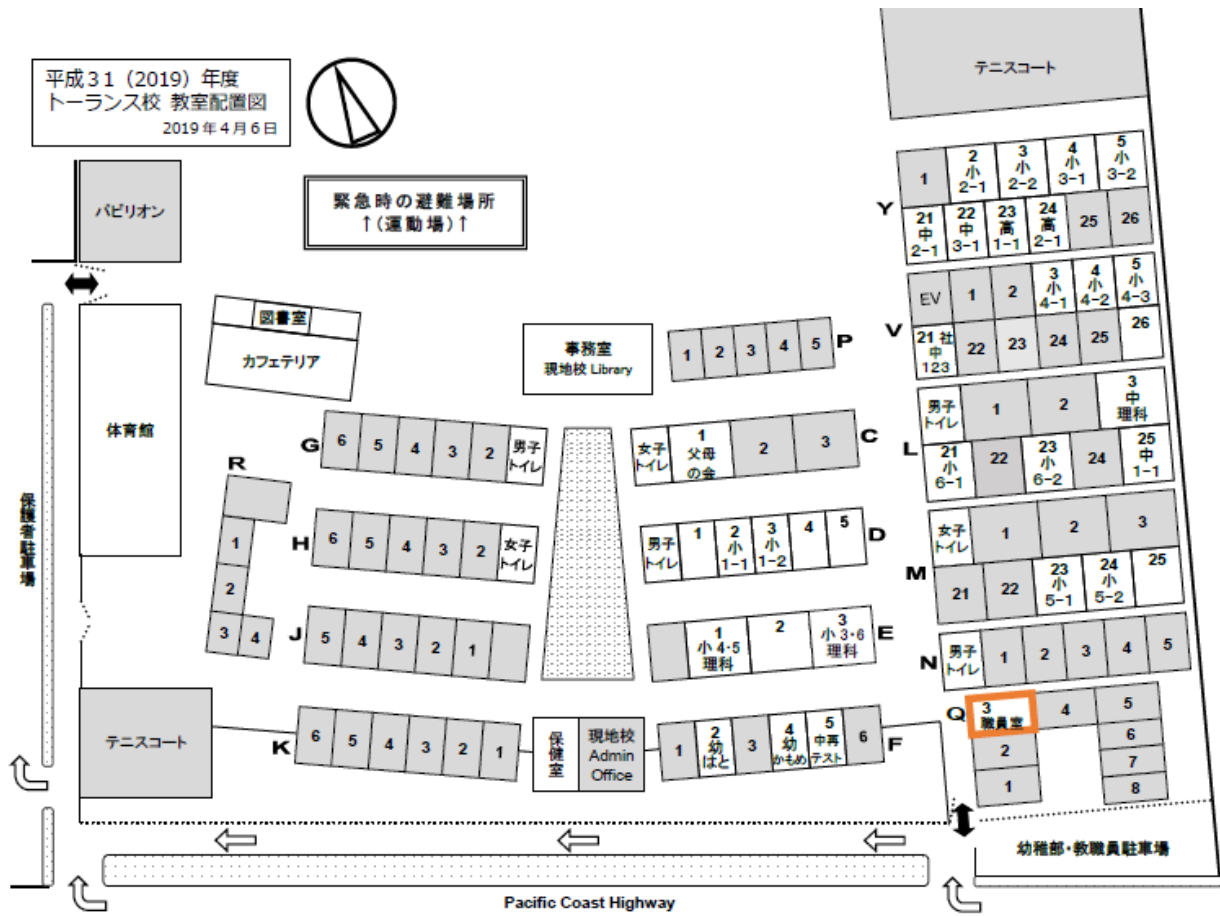 平成３１（2019）年度
トーランス校 教室配置図
2019年4月6日
テニスコート
パビリオン
緊急時の避難場所
↑(運動場)↑
Y
1
2
小
2-1
3
小
2-2
4
小
3-1
5
小
3-2
21
中
2-1
22
中
3-1
23
高
1-1
24
高
2-1
25
26
V
EV
1
2
3
小
4-1
4
小
4-2
5
小
4-3
21 社
中
123
22
23
24
25
26
図書室
カフェテリア
事務室
現地校 Library
1 2 3 4 5 P
体育館
保護者駐車場
L
男子
トイレ
1
2
3
中
理科
21
小
6-1
22
23
小
6-2
24
25
中
1-1
G 6 5 4 3 2
男子
トイレ
女子
トイレ
1
父母
の会
2
3
C
R
1
2
3 4
H 6 5 4 3 2
女子
トイレ
男子
トイレ
1
2
小
1-1
3
小
1-2
4
5
D
M
女子
トイレ
1
2
3
21
22
23
小
5-1
24
小
5-2
25
J 5 4 3 2 1
1
小 4・5
理科
2
3
小 3・6
理科
E
N
男子
トイレ
1 2 3 4 5
Q
3
職員室
4
5
2
6
7
1
8
テニスコート
K 6 5 4 3 2 1
保健室
現地校
Admin
Office
1
2
幼
はと
3
4
幼
かもめ
5
中再
テスト
6
F
幼稚部・教職員駐車場
Pacific Coast Highway